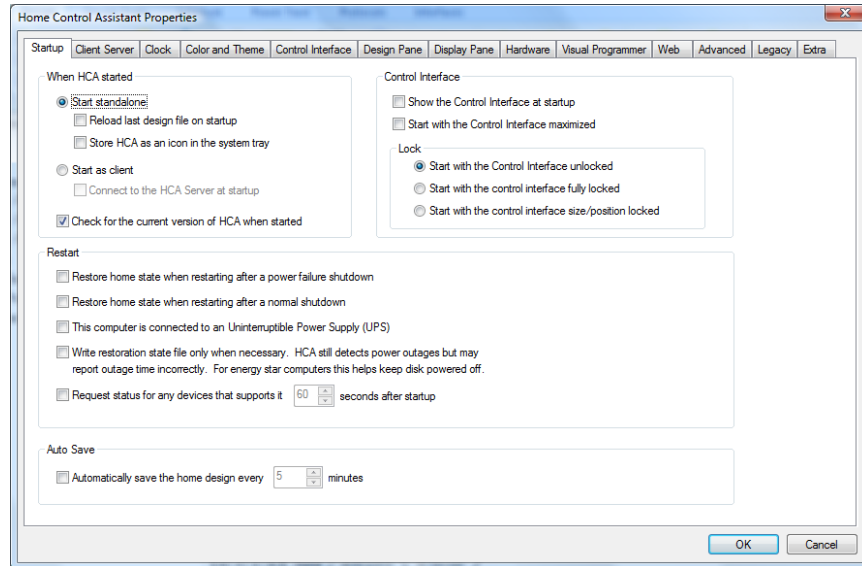 Home Control Assistant Properties
Startup Client Server Clock Color and Theme Control Interface Design Pane Display Pane Hardware Visual Programmer Web Advanced Legacy Extra
When HCA started
Start standalone
Reload last design file on startup
Store HCA as an icon in the system tray
Start as client
Connect to the HCA Server at startup
Check for the current version of HCA when started
Control Interface
Show the Control Interface at startup
Start with the Control Interface maximized
Lock
Start with the Control Interface unlocked
Start with the control interface fully locked
Start with the control interface size/position locked
Restart
Restore home state when restarting after a power failure shutdown
Restore home state when restarting after a normal shutdown
This computer is connected to an Uninterruptible Power Supply (UPS)
Write restoration state file only when necessary. HCA still detects power outages but may
report outage time incorrectly. For energy star computers this helps keep disk powered off.
Request status for any devices that supports it 60 seconds after startup
Auto Save
Automatically save the home design every 5 minutes
OK Cancel